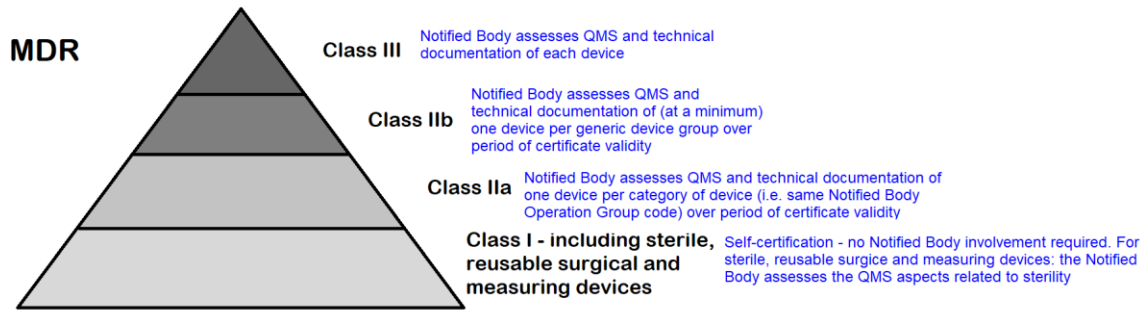 MDR
Class III
Notified Body assesses QMS and technical
documentation of each device
Class IIb
Notified Body assesses QMS and
technical documentation of (at a minimum)
one device per generic device group over
period of certificate validity
Class IIa
Notified Body assesses QMS and technical documentation of
one device per category of device (i.e. same Notified Body
Operation Group code) over period of certificate validity
Class I - including sterile,
reusable surgical and
measuring devices
Self-certification - no Notified Body involvement required. For
sterile, reusable surgice and measuring devices: the Notified
Body assesses the QMS aspects related to sterility